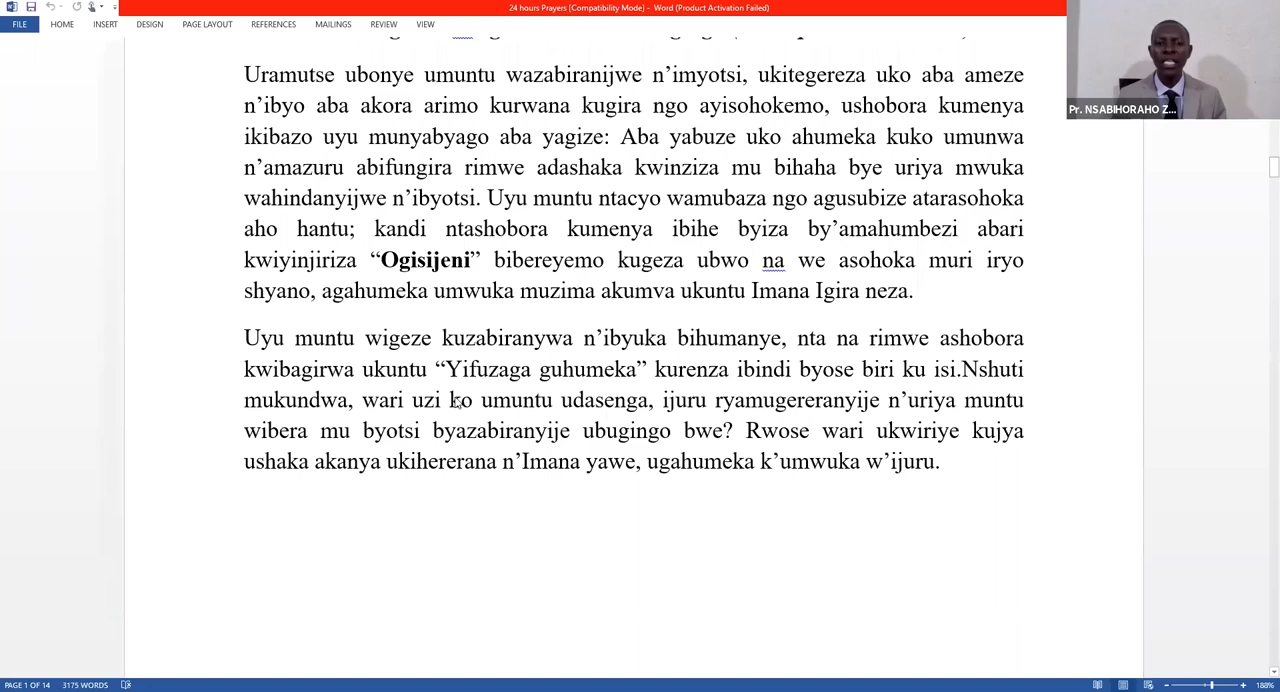 24 hours Prayers [Compatibility Mode] - Word (Product Activation Failed)
FILE HOME INSERT DESIGN PAGE LAYOUT REFERENCES MAILINGS REVIEW VIEW
Uramutse ubonye umuntu wazabiranijwe n’imyotsi, ukitegereza uko aba ameze
n’ibyo aba akora arimo kurwana kugira ngo ayisohokemo, ushobora kumenya
ikibazo uyu munyabyago aba yagize: Aba yabuze uko ahumeka kuko umunwa
n’amazuru abifungira rimwe adashaka kwinziza mu bihaha bye uriya mwuka
wahindanyijwe n’ibyotsi. Uyu muntu ntacyo wamubaza ngo agusubize atarasohoka
aho hantu; kandi ntashobora kumenya ibihe byiza by’amahumbezi abari
kwiyinjiriza “Ogisijeni” bibereyemo kugeza ubwo na we asohoka muri iryo
shyano, agahumeka umwuka muzima akumva ukuntu Imana Igira neza.
Uyu muntu wigeze kuzabiranywa n’ibyuka bihumanye, nta na rimwe ashobora
kwibagirwa ukuntu “Yifuzaga guhumeka” kurenza ibindi byose biri ku isi.Nshuti
mukundwa, wari uzi ko umuntu udasenga, ijuru ryamugereranyije n’uriya muntu
wibera mu byotsi byazabiranyije ubugingo bwe? Rwose wari ukwiriye kujya
ushaka akanya ukihererana n’Imana yawe, ugahumeka k’umwuka w’ijuru.
Pr. NSABIHORAHO Z...
PAGE 1 OF 14 3175 WORDS
188%